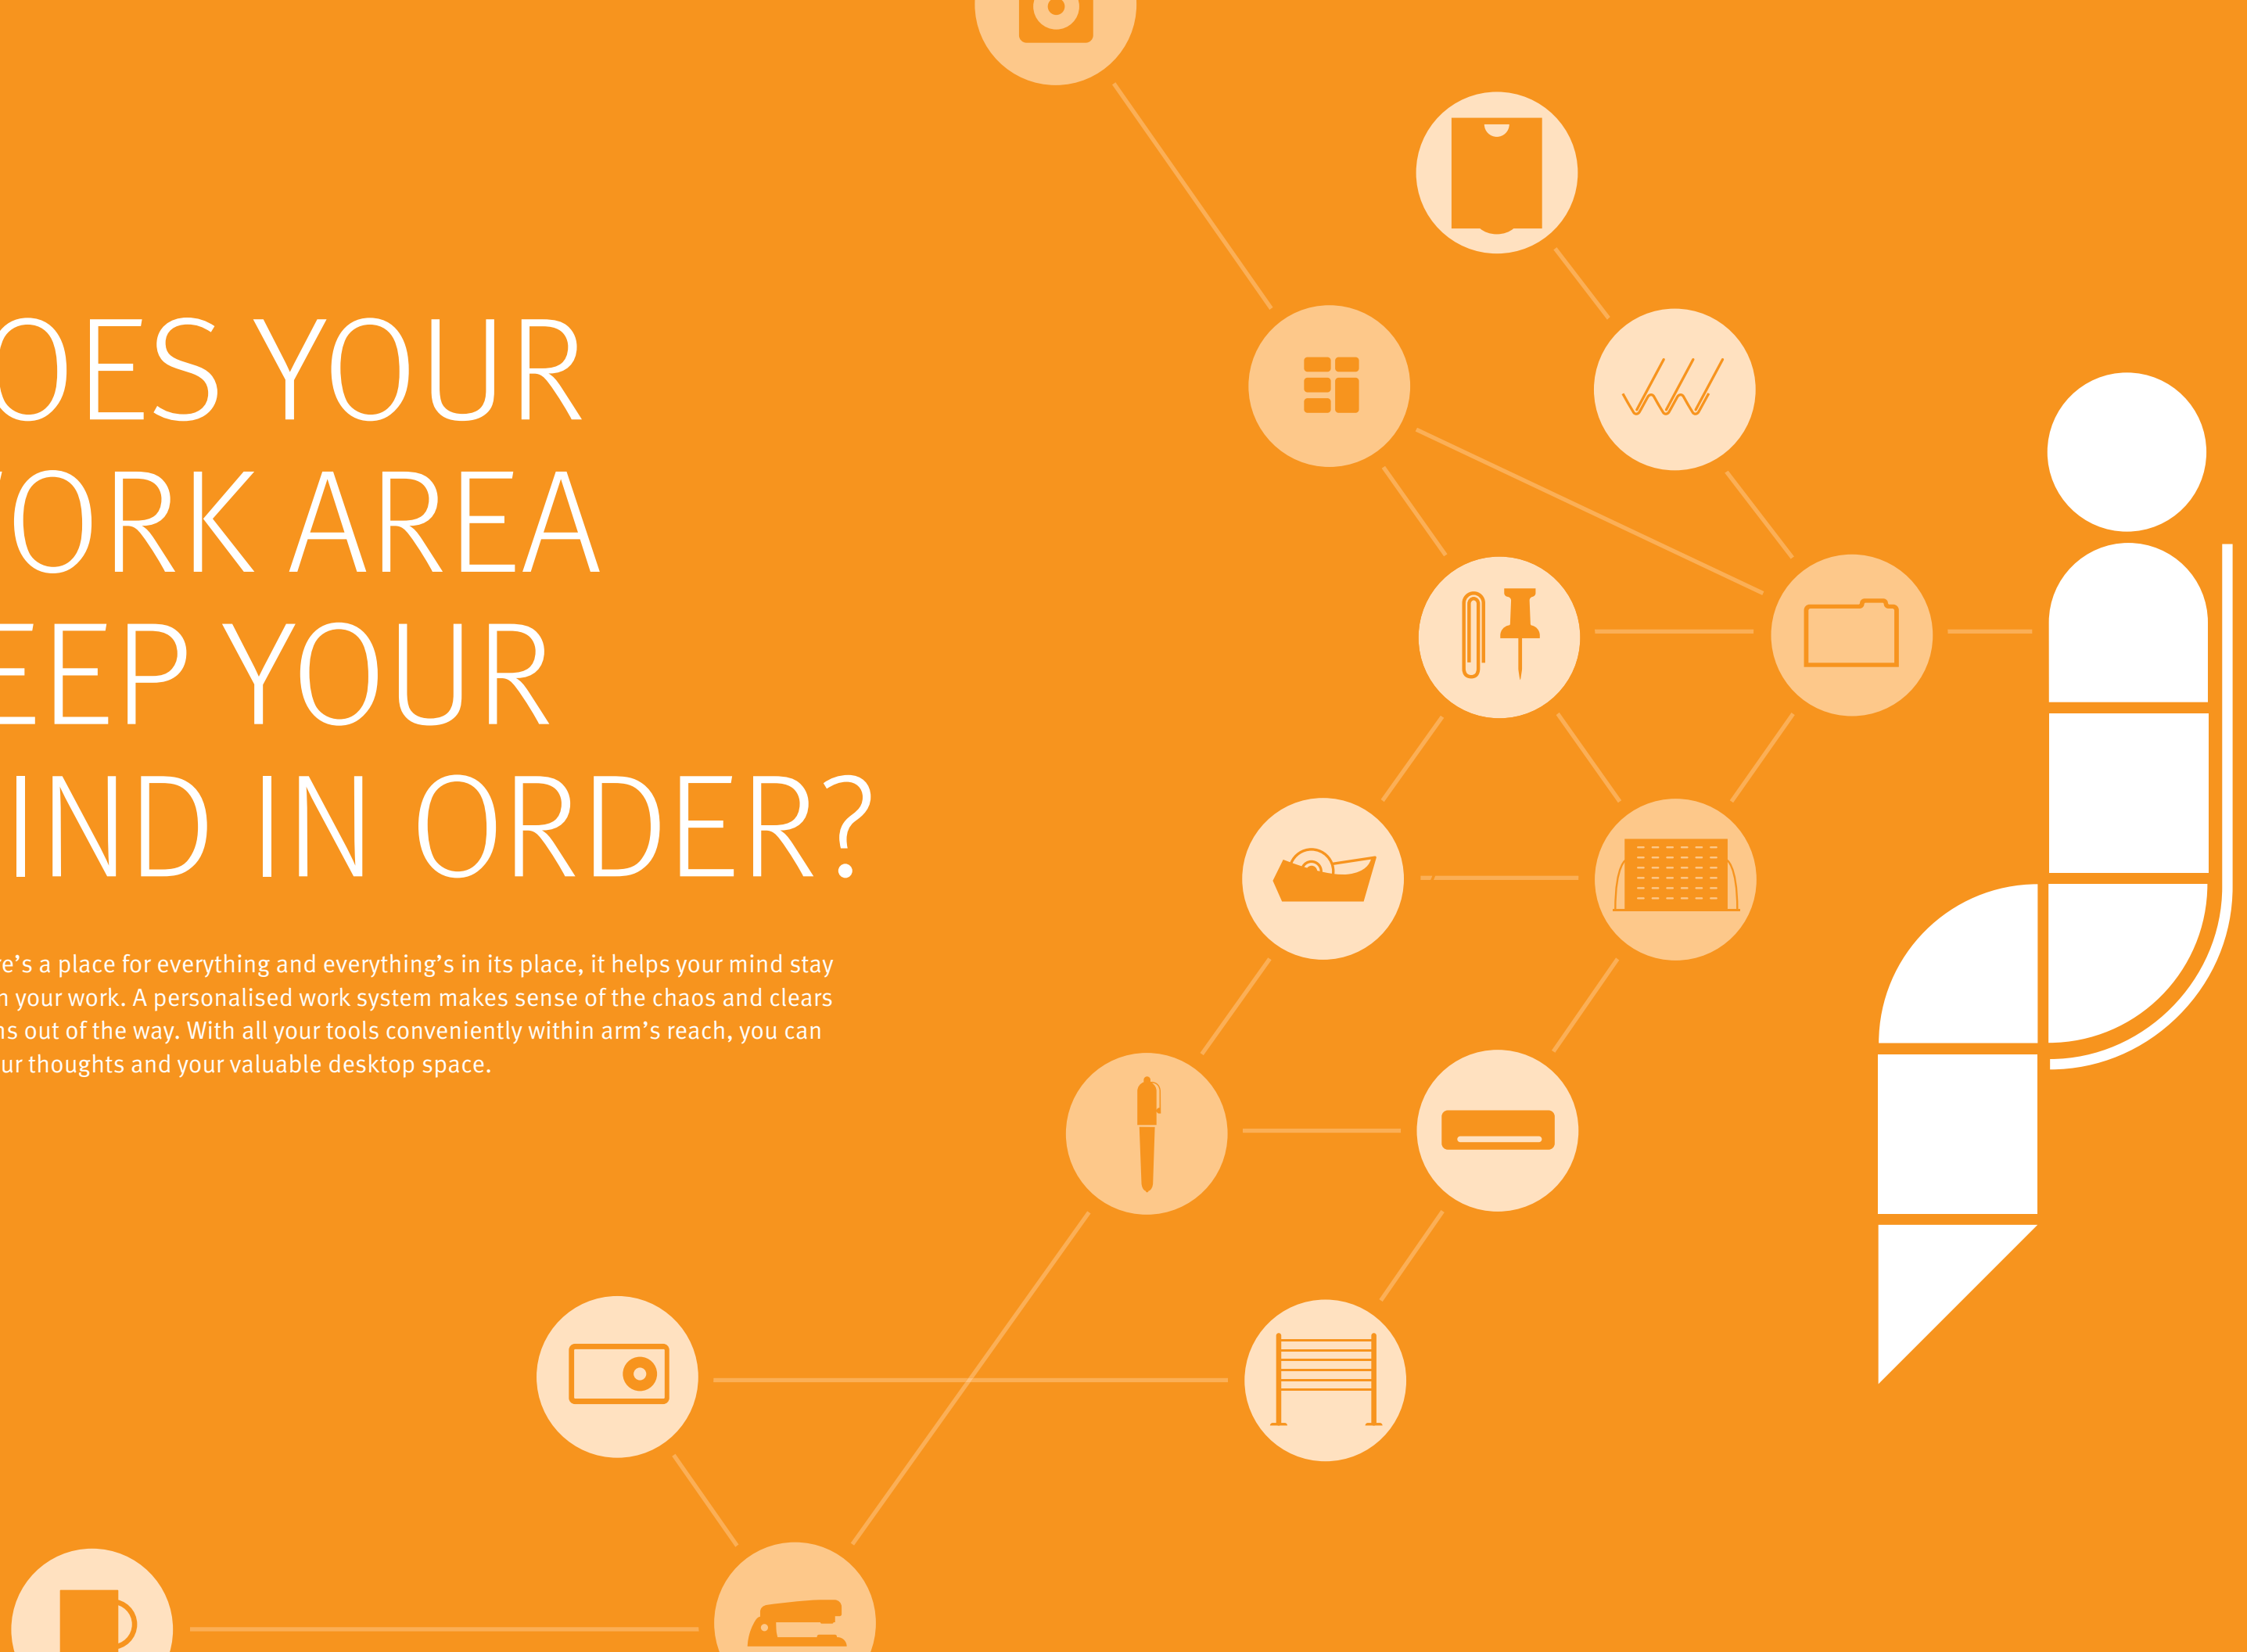 OES YOUR
ORK AREA
EEP YOUR
IND IN ORDER?
e’s a place for everything and everything’s in its place, it helps your mind stay
n your work. A personalised work system makes sense of the chaos and clears
ns out of the way. With all your tools conveniently within arm’s reach, you can
ur thoughts and your valuable desktop space.